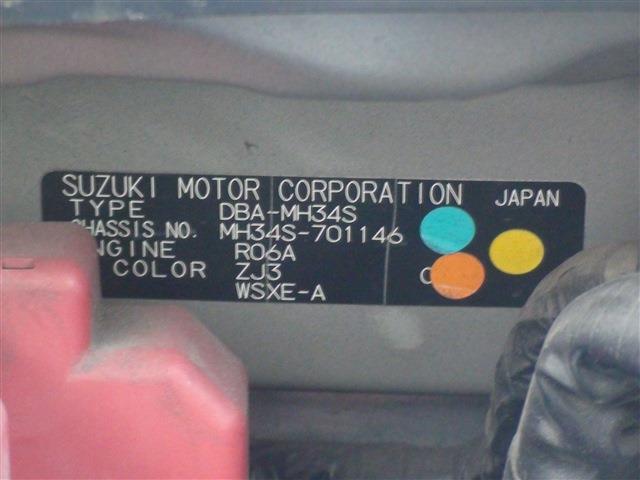 SUZUKI MOTOR CORPORATION JAPAN
TYPE DBA-MH34S
CHASSIS NO. MH34S-701146
ENGINE R06A
COLOR ZJ3
WSXE-A